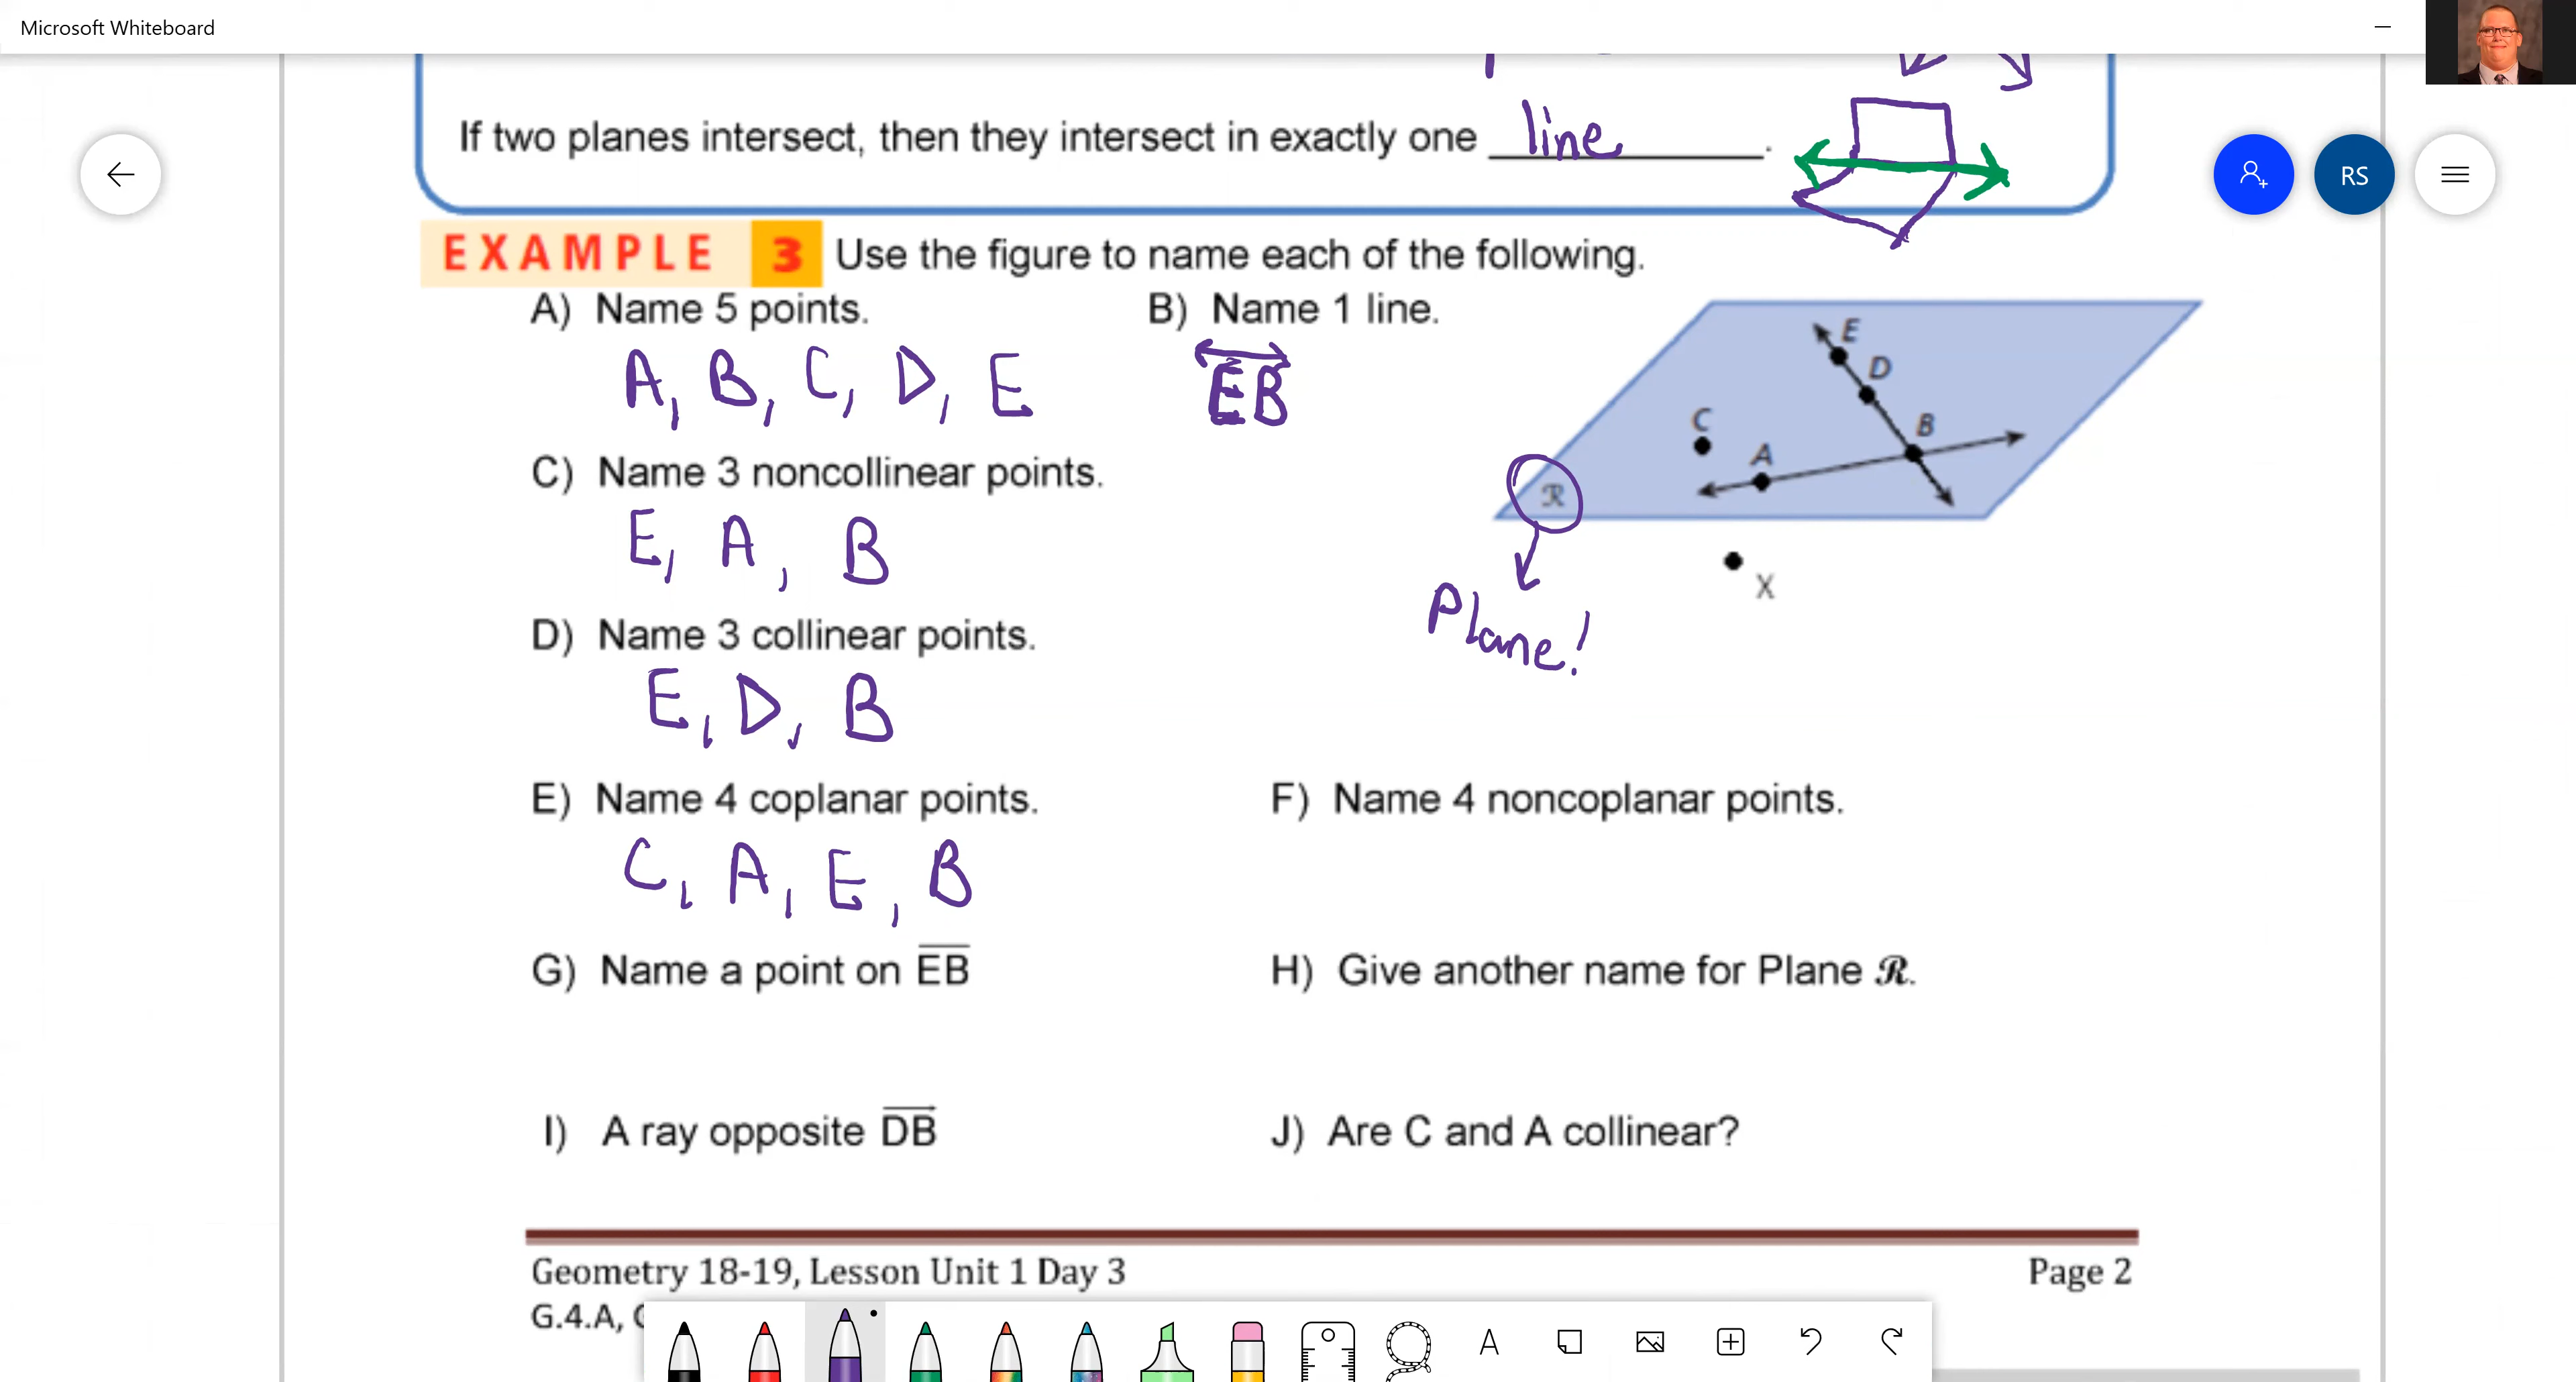 Microsoft Whiteboard
If two planes intersect, then they intersect in exactly one line.
RS
EXAMPLE 3 Use the figure to name each of the following.
A) Name 5 points. B) Name 1 line.
A, B, C, D, E EB
E
D
C
B
A
ℛ
X
Plane!
C) Name 3 noncollinear points.
E, A, B
D) Name 3 collinear points.
E, D, B
E) Name 4 coplanar points. F) Name 4 noncoplanar points.
C, A, E, B
G) Name a point on EB H) Give another name for Plane ℛ.
I) A ray opposite DB J) Are C and A collinear?
Geometry 18-19, Lesson Unit 1 Day 3 Page 2
G.4.A,
A